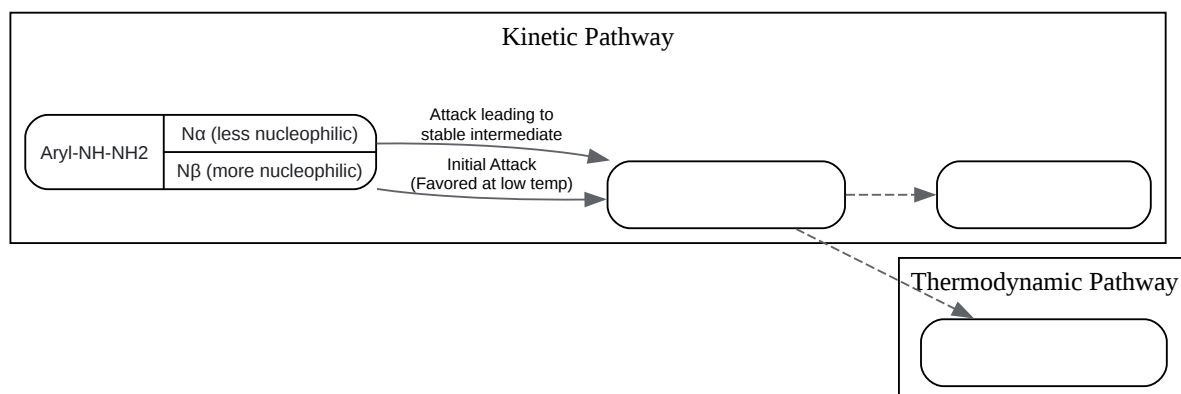 Kinetic Pathway
Aryl-NH-NH2
Nα (less nucleophilic)
Nβ (more nucleophilic)
Attack leading to
stable intermediate
Initial Attack
(Favored at low temp)
Thermodynamic Pathway